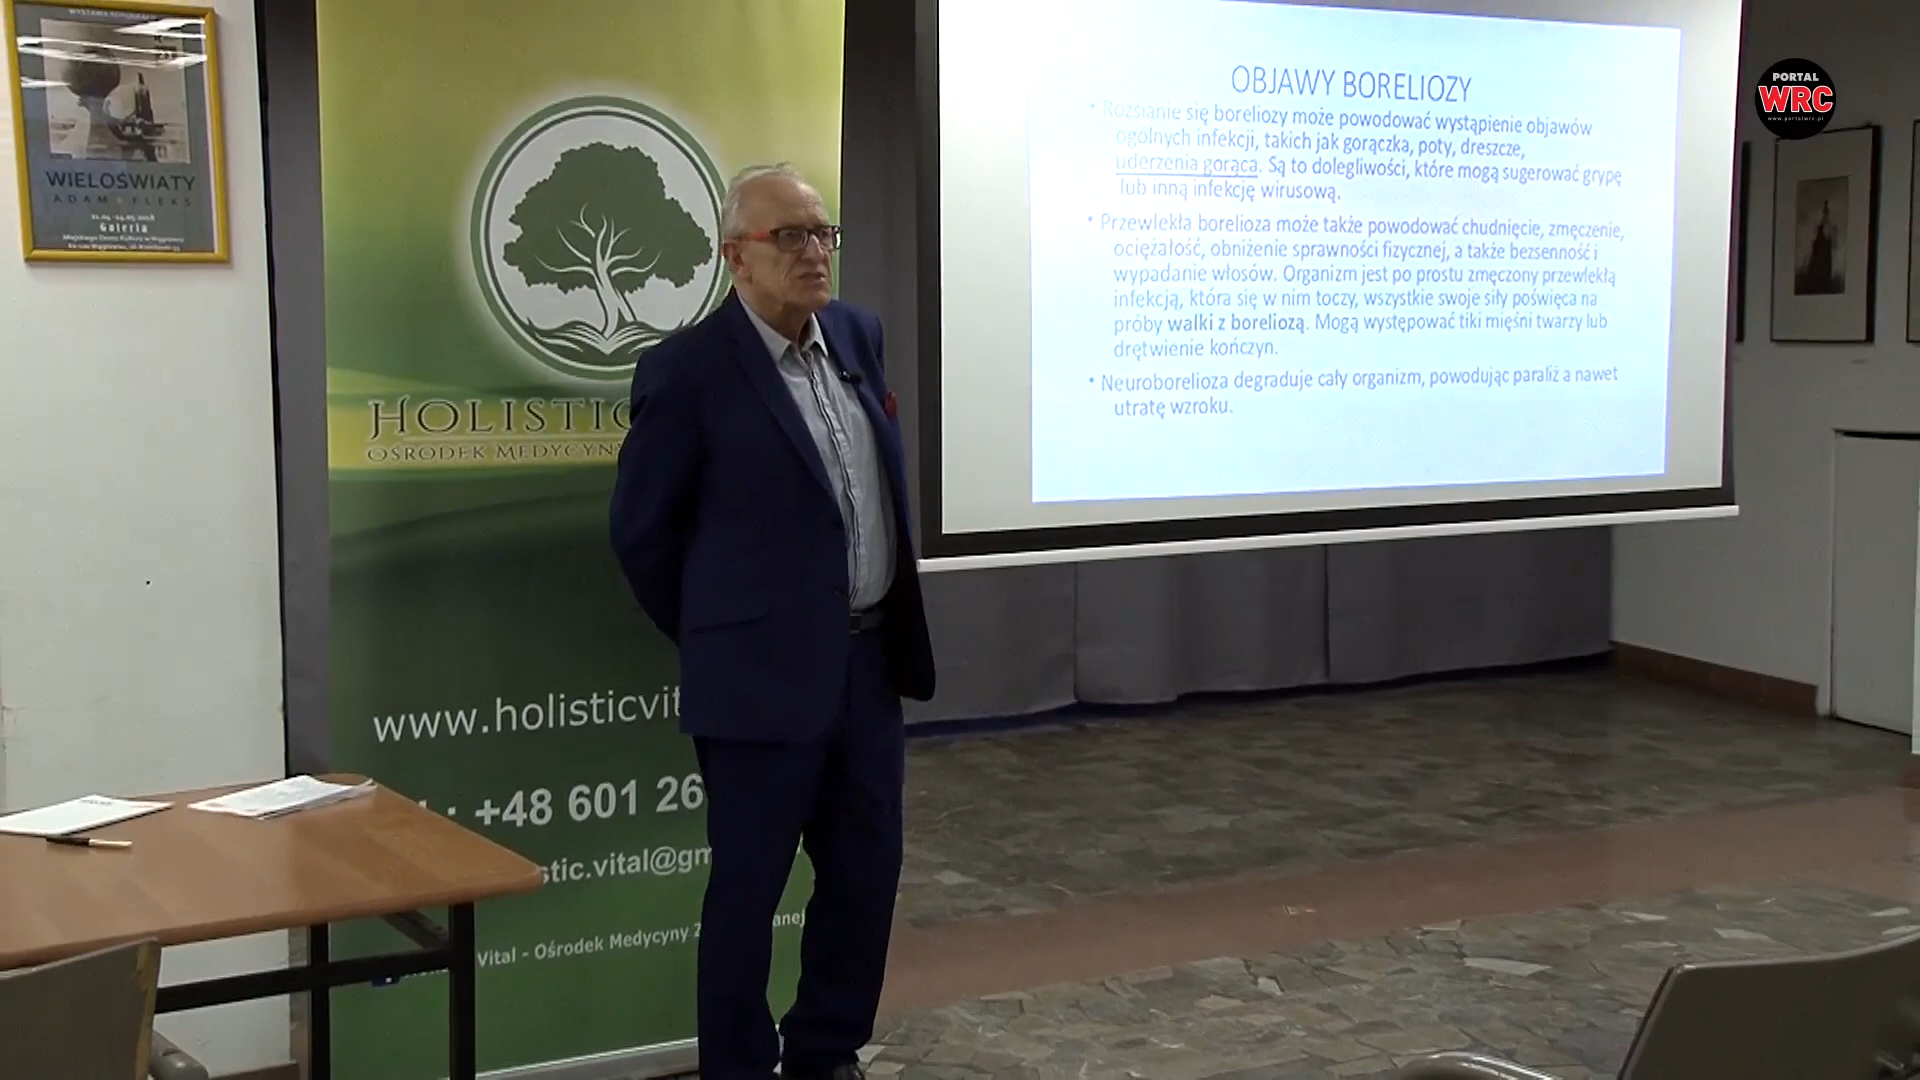 WIELOŚWIATY
ADAM FLEKS
Galeria
HOLISTIC
OŚRODEK MEDYCYNY
www.holisticvit
+48 601 26
stic.vital@gm
Vital - Ośrodek Medycyny
OBJAWY BORELIOZY
• Rozsianie się boreliozy może powodować wystąpienie objawów
ogólnych infekcji, takich jak gorączka, poty, dreszcze,
uderzenia gorąca. Są to dolegliwości, które mogą sugerować grypę
lub inną infekcję wirusową.
• Przewlekła borelioza może także powodować chudnięcie, zmęczenie,
ociężałość, obniżenie sprawności fizycznej, a także bezsenność i
wypadanie włosów. Organizm jest po prostu zmęczony przewlekłą
infekcją, która się w nim toczy, wszystkie swoje siły poświęca na
próby walki z boreliozą. Mogą występować tiki mięśni twarzy lub
drętwienie kończyn.
• Neuroborelioza degraduje cały organizm, powodując paraliż a nawet
utratę wzroku.
PORTAL
WRC
www.portalwrc.pl